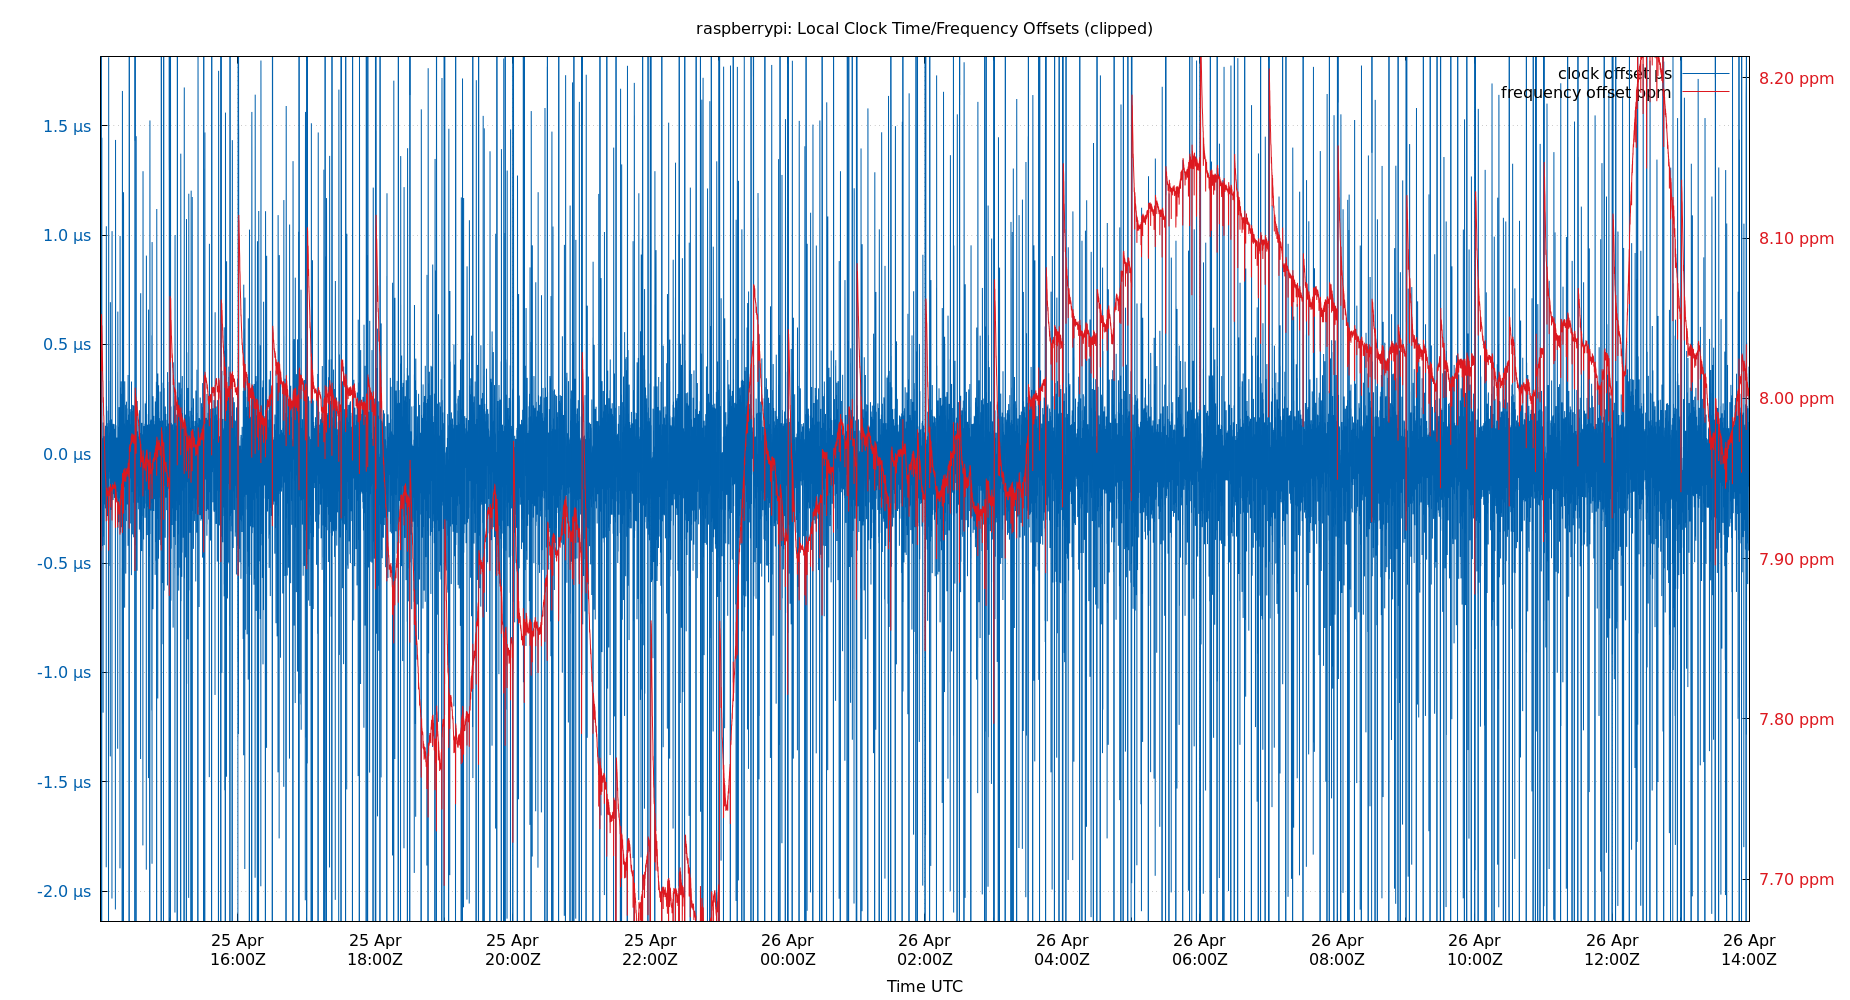 raspberrypi: Local Clock Time/Frequency Offsets (clipped)
clock offset µs
frequency offset ppm
1.5 µs
1.0 µs
0.5 µs
0.0 µs
-0.5 µs
-1.0 µs
-1.5 µs
-2.0 µs
8.20 ppm
8.10 ppm
8.00 ppm
7.90 ppm
7.80 ppm
7.70 ppm
25 Apr 25 Apr 25 Apr 25 Apr 26 Apr 26 Apr 26 Apr 26 Apr 26 Apr 26 Apr 26 Apr 26 Apr
16:00Z 18:00Z 20:00Z 22:00Z 00:00Z 02:00Z 04:00Z 06:00Z 08:00Z 10:00Z 12:00Z 14:00Z
Time UTC